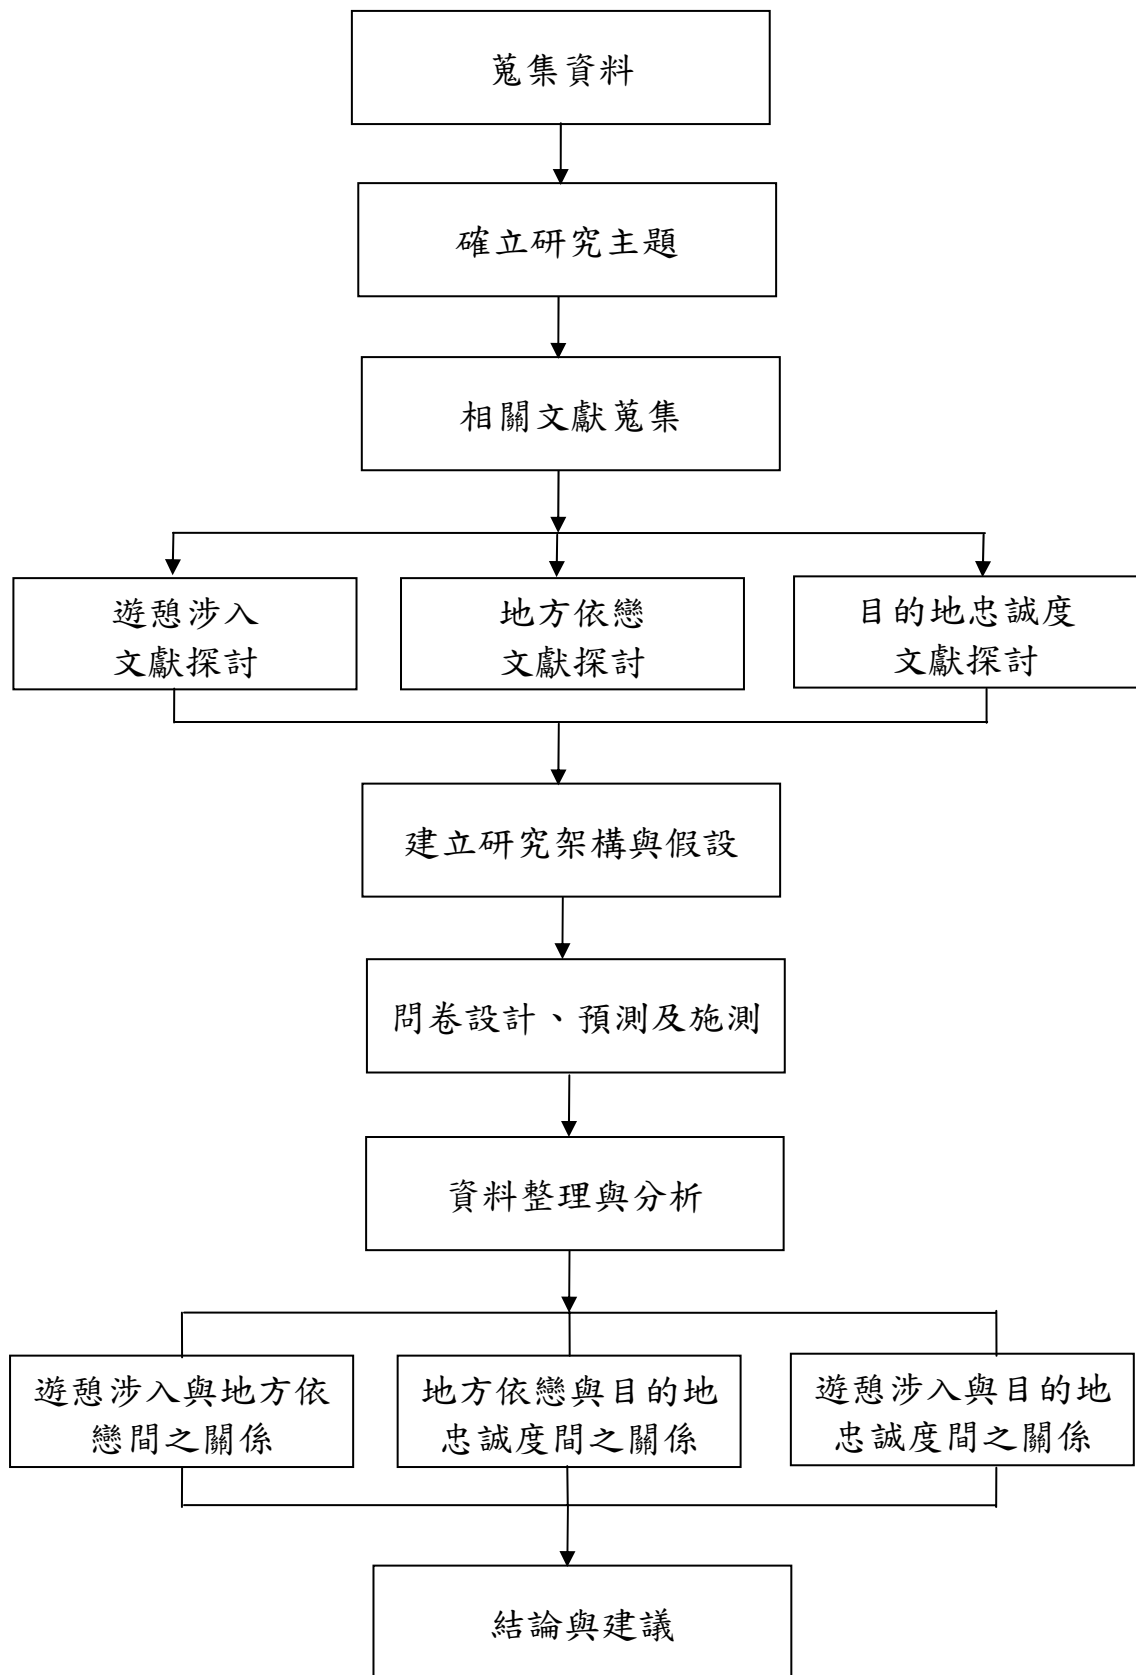 蒐集資料
確立研究主題
相關文獻蒐集
遊憩涉入
文獻探討
地方依戀
文獻探討
目的地忠誠度
文獻探討
建立研究架構與假設
問卷設計、預測及施測
資料整理與分析
遊憩涉入與地方依
戀間之關係
地方依戀與目的地
忠誠度間之關係
遊憩涉入與目的地
忠誠度間之關係
結論與建議